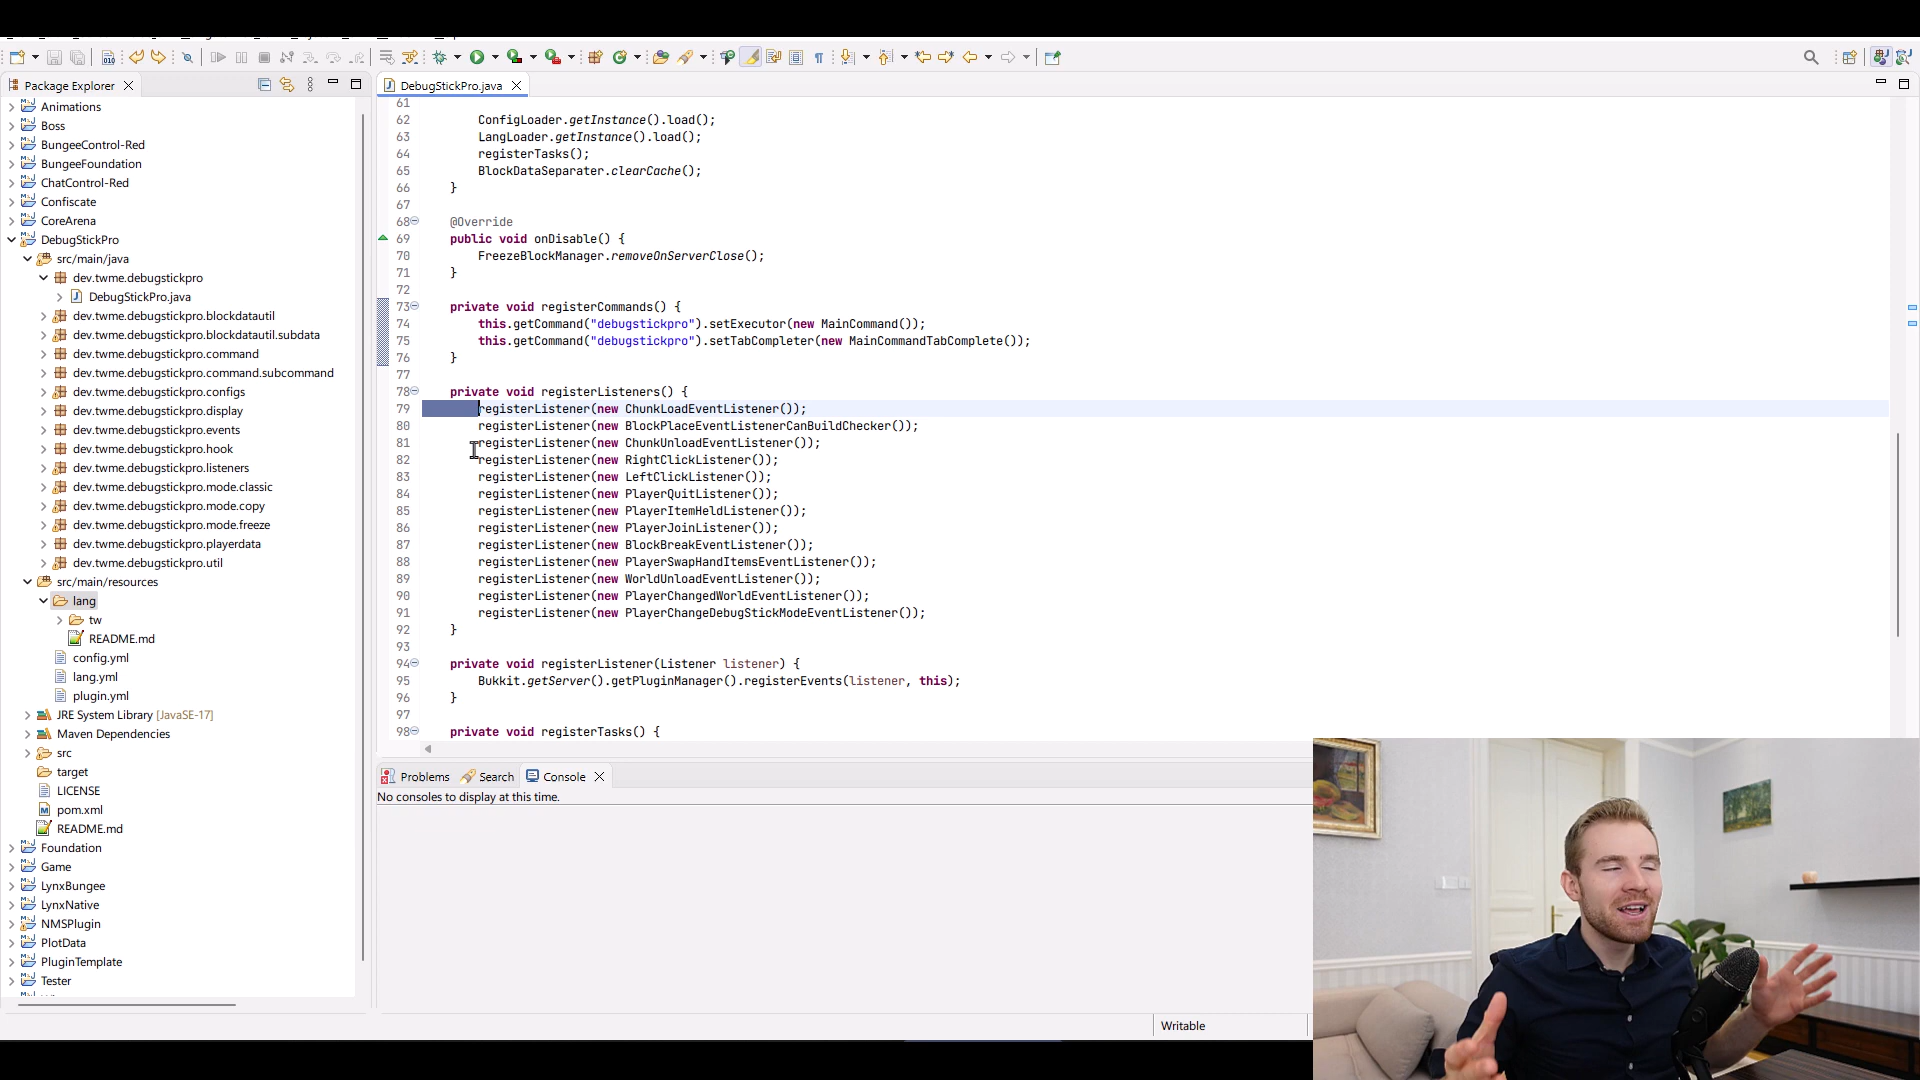 Package Explorer
DebugStickPro.java
Animations
Boss
BungeeControl-Red
BungeeFoundation
ChatControl-Red
Confiscate
CoreArena
DebugStickPro
src/main/java
dev.twme.debugstickpro
DebugStickPro.java
dev.twme.debugstickpro.blockdatautil
dev.twme.debugstickpro.blockdatautil.subdata
dev.twme.debugstickpro.command
dev.twme.debugstickpro.command.subcommand
dev.twme.debugstickpro.configs
dev.twme.debugstickpro.display
dev.twme.debugstickpro.events
dev.twme.debugstickpro.hook
dev.twme.debugstickpro.listeners
dev.twme.debugstickpro.mode.classic
dev.twme.debugstickpro.mode.copy
dev.twme.debugstickpro.mode.freeze
dev.twme.debugstickpro.playerdata
dev.twme.debugstickpro.util
src/main/resources
lang
tw
README.md
config.yml
lang.yml
plugin.yml
JRE System Library [JavaSE-17]
Maven Dependencies
src
target
LICENSE
pom.xml
README.md
Foundation
Game
LynxBungee
LynxNative
NMSPlugin
PlotData
PluginTemplate
Tester
61
62 ConfigLoader.getInstance().load();
63 LangLoader.getInstance().load();
64 registerTasks();
65 BlockDataSeparater.clearCache();
66 }
67
68 @Override
69 public void onDisable() {
70 FreezeBlockManager.removeOnServerClose();
71 }
72
73 private void registerCommands() {
74 this.getCommand("debugstickpro").setExecutor(new MainCommand());
75 this.getCommand("debugstickpro").setTabCompleter(new MainCommandTabComplete());
76 }
77
78 private void registerListeners() {
79 registerListener(new ChunkLoadEventListener());
80 registerListener(new BlockPlaceEventListenerCanBuildChecker());
81 registerListener(new ChunkUnloadEventListener());
82 registerListener(new RightClickListener());
83 registerListener(new LeftClickListener());
84 registerListener(new PlayerQuitListener());
85 registerListener(new PlayerItemHeldListener());
86 registerListener(new PlayerJoinListener());
87 registerListener(new BlockBreakEventListener());
88 registerListener(new PlayerSwapHandItemsEventListener());
89 registerListener(new WorldUnloadEventListener());
90 registerListener(new PlayerChangedWorldEventListener());
91 registerListener(new PlayerChangeDebugStickModeEventListener());
92 }
93
94 private void registerListener(Listener listener) {
95 Bukkit.getServer().getPluginManager().registerEvents(listener, this);
96 }
97
98 private void registerTasks() {
Problems Search Console
No consoles to display at this time.
Writable